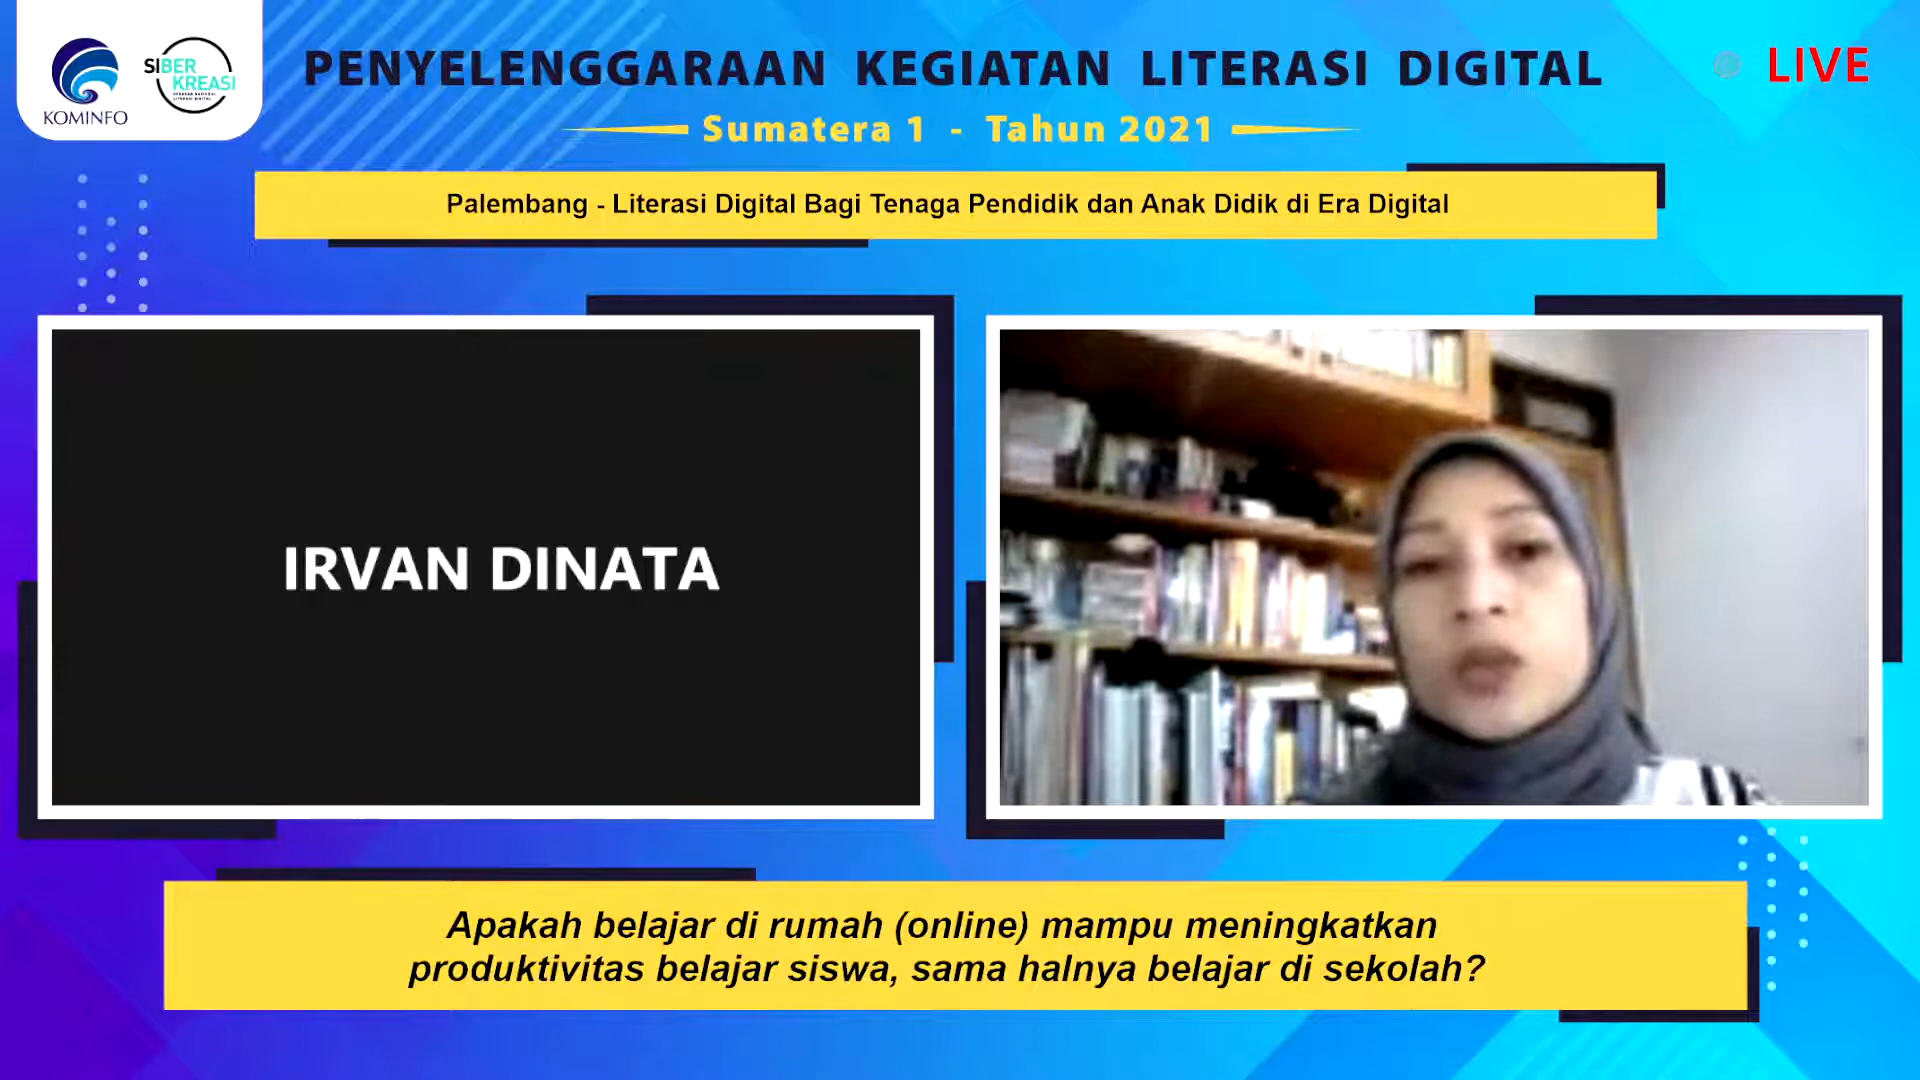 KOMINFO
SIBER
KREASI
PENYELENGGARAAN KEGIATAN LITERASI DIGITAL
LIVE
Sumatera 1 - Tahun 2021
Palembang - Literasi Digital Bagi Tenaga Pendidik dan Anak Didik di Era Digital
IRVAN DINATA
Apakah belajar di rumah (online) mampu meningkatkan
produktivitas belajar siswa, sama halnya belajar di sekolah?